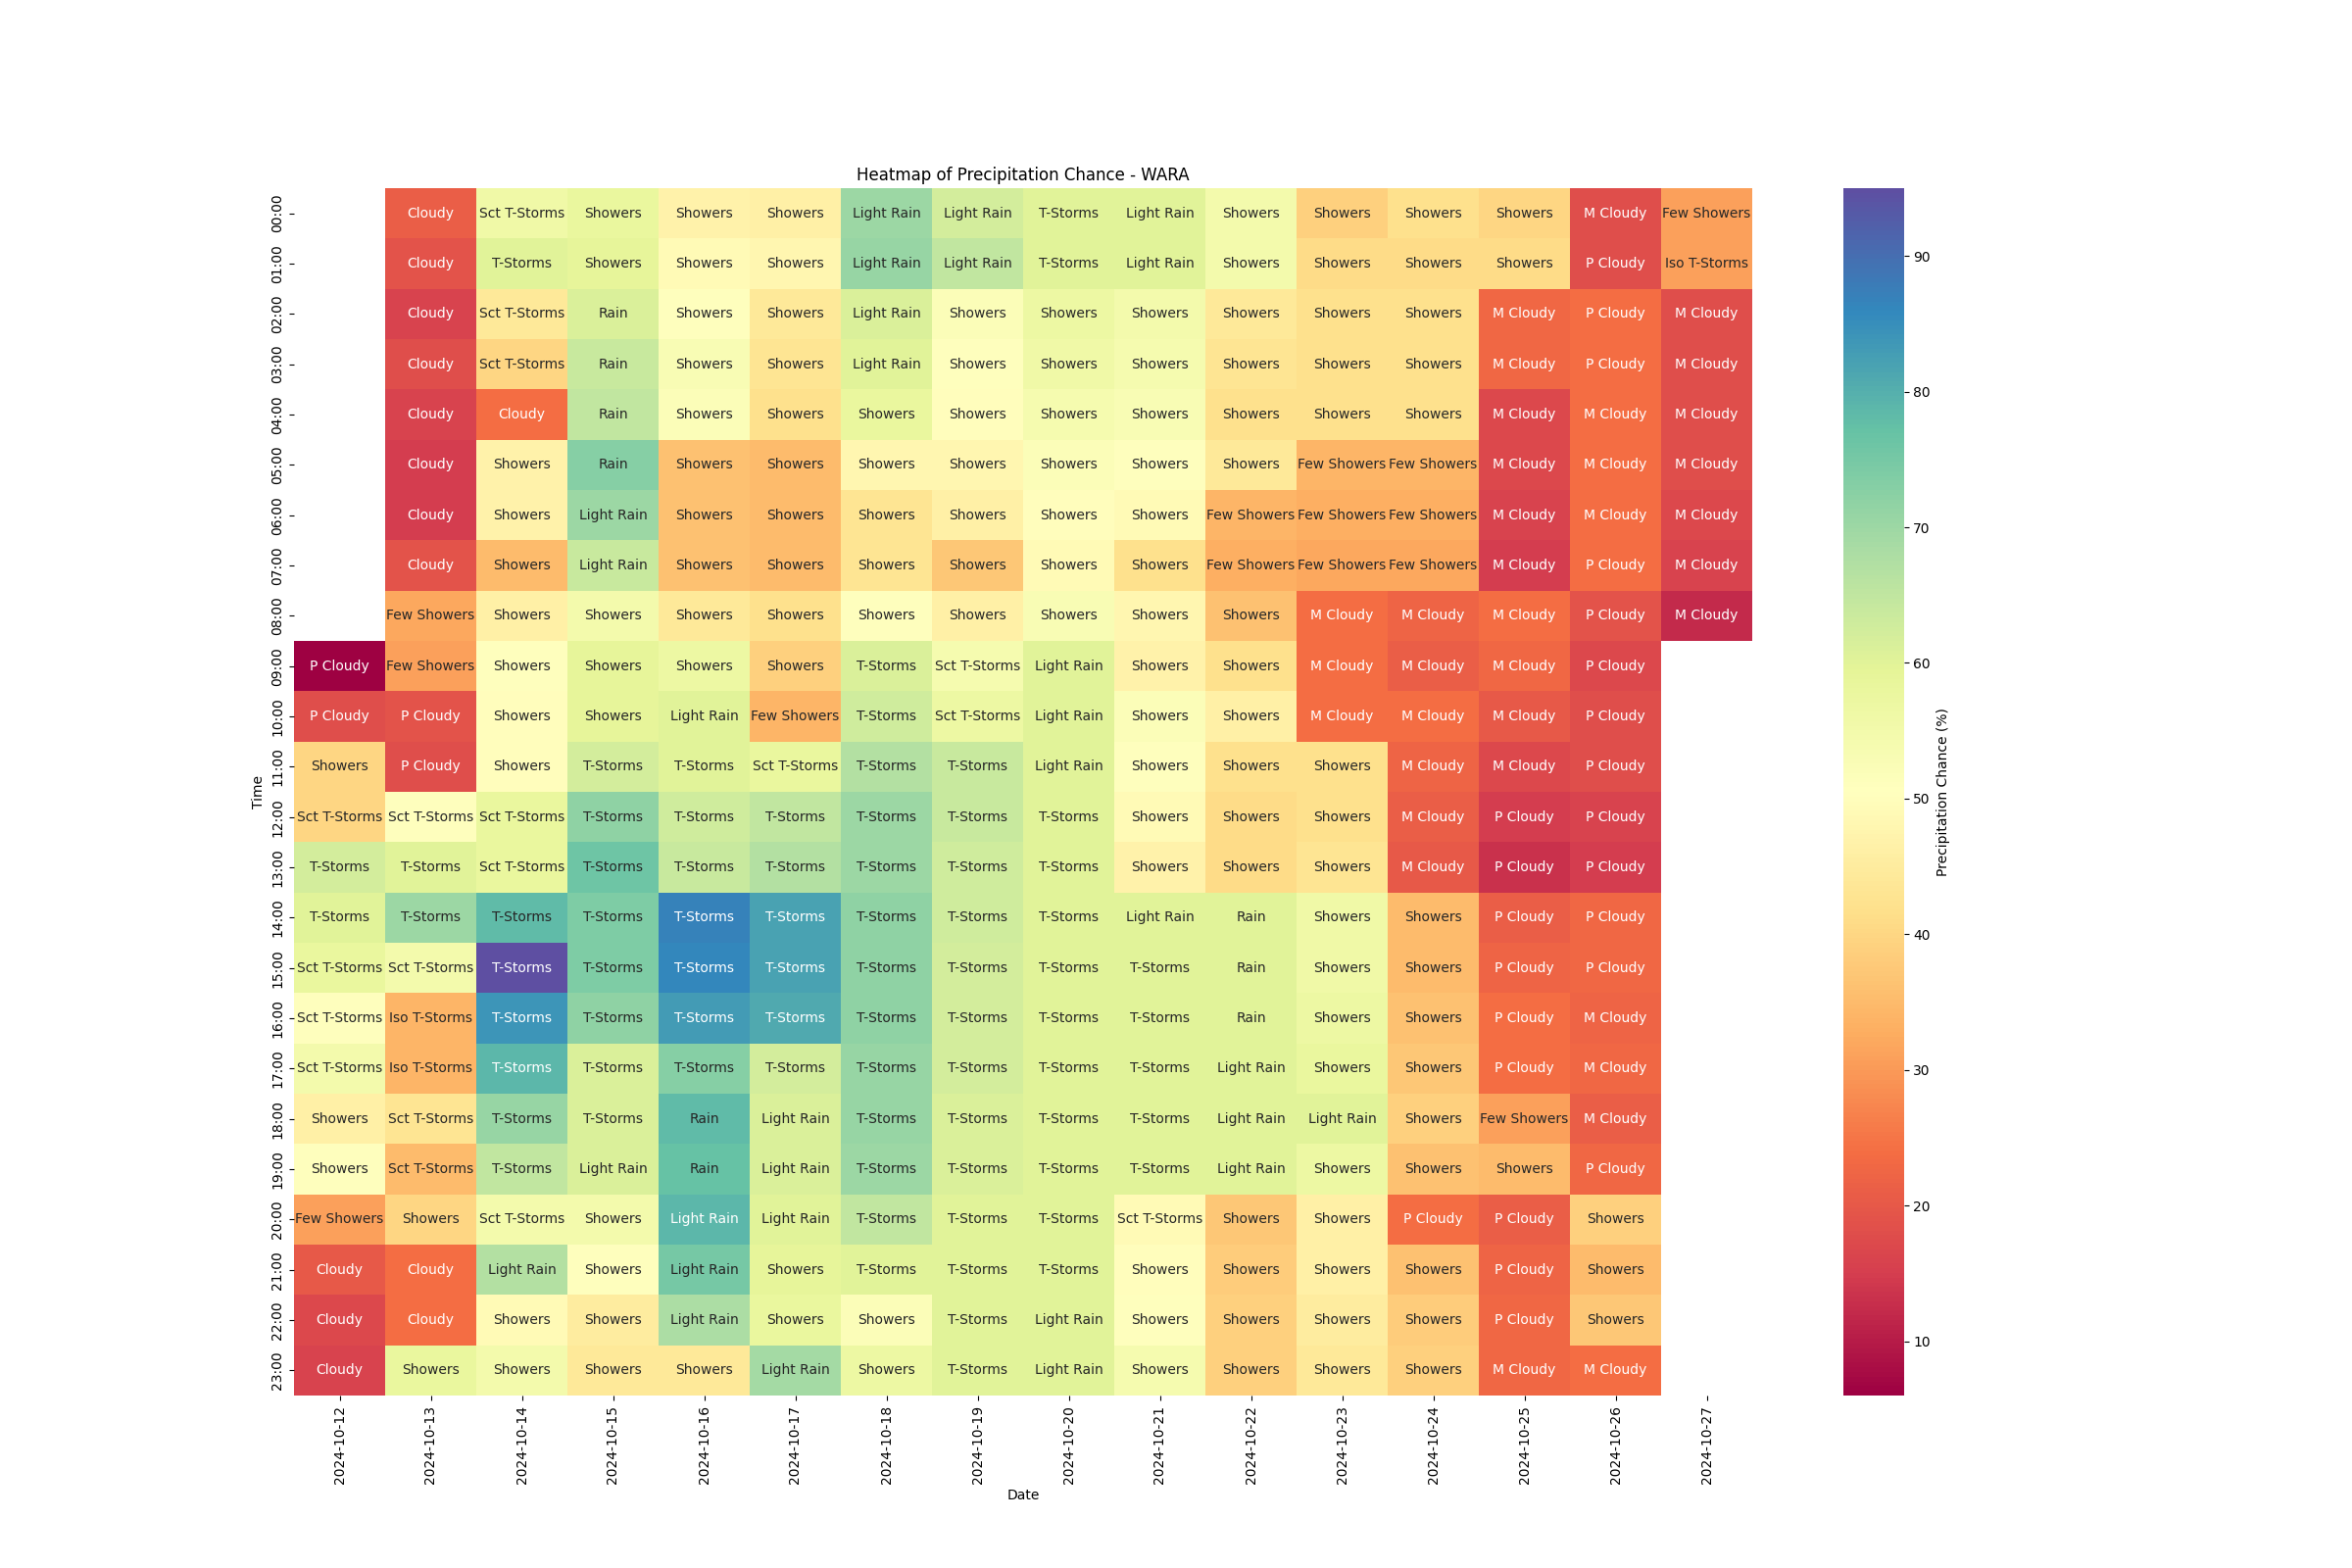 Heatmap of Precipitation Chance - WARA
00:00 Cloudy Sct T-Storms Showers Showers Showers Light Rain Light Rain T-Storms Light Rain Showers Showers Showers Showers M Cloudy Few Showers
01:00 Cloudy T-Storms Showers Showers Showers Light Rain Light Rain T-Storms Light Rain Showers Showers Showers Showers P Cloudy Iso T-Storms
02:00 Cloudy Sct T-Storms Rain Showers Showers Light Rain Showers Showers Showers Showers Showers Showers M Cloudy P Cloudy M Cloudy
03:00 Cloudy Sct T-Storms Rain Showers Showers Light Rain Showers Showers Showers Showers Showers Showers M Cloudy P Cloudy M Cloudy
04:00 Cloudy Cloudy Rain Showers Showers Showers Showers Showers Showers Showers Showers Showers M Cloudy M Cloudy M Cloudy
05:00 Cloudy Showers Rain Showers Showers Showers Showers Showers Showers Showers Few Showers Few Showers M Cloudy M Cloudy M Cloudy
06:00 Cloudy Showers Light Rain Showers Showers Showers Showers Showers Showers Few Showers Few Showers Few Showers M Cloudy M Cloudy M Cloudy
07:00 Cloudy Showers Light Rain Showers Showers Showers Showers Showers Showers Few Showers Few Showers Few Showers M Cloudy P Cloudy M Cloudy
08:00 Few Showers Showers Showers Showers Showers Showers Showers Showers Showers Showers M Cloudy M Cloudy M Cloudy P Cloudy M Cloudy
09:00 P Cloudy Few Showers Showers Showers Showers Showers T-Storms Sct T-Storms Light Rain Showers Showers M Cloudy M Cloudy M Cloudy P Cloudy
10:00 P Cloudy P Cloudy Showers Showers Light Rain Few Showers T-Storms Sct T-Storms Light Rain Showers Showers M Cloudy M Cloudy M Cloudy P Cloudy
11:00 Showers P Cloudy Showers T-Storms T-Storms Sct T-Storms T-Storms T-Storms Light Rain Showers Showers Showers M Cloudy M Cloudy P Cloudy
12:00 Sct T-Storms Sct T-Storms Sct T-Storms T-Storms T-Storms T-Storms T-Storms T-Storms T-Storms Showers Showers Showers M Cloudy P Cloudy P Cloudy
13:00 T-Storms T-Storms Sct T-Storms T-Storms T-Storms T-Storms T-Storms T-Storms T-Storms Showers Showers Showers M Cloudy P Cloudy P Cloudy
14:00 T-Storms T-Storms T-Storms T-Storms T-Storms T-Storms T-Storms T-Storms T-Storms Light Rain Rain Showers Showers P Cloudy P Cloudy
15:00 Sct T-Storms Sct T-Storms T-Storms T-Storms T-Storms T-Storms T-Storms T-Storms T-Storms T-Storms Rain Showers Showers P Cloudy P Cloudy
16:00 Sct T-Storms Iso T-Storms T-Storms T-Storms T-Storms T-Storms T-Storms T-Storms T-Storms T-Storms Rain Showers Showers P Cloudy M Cloudy
17:00 Sct T-Storms Iso T-Storms T-Storms T-Storms T-Storms T-Storms T-Storms T-Storms T-Storms T-Storms Light Rain Showers Showers P Cloudy M Cloudy
18:00 Showers Sct T-Storms T-Storms T-Storms Rain Light Rain T-Storms T-Storms T-Storms T-Storms Light Rain Light Rain Showers Few Showers M Cloudy
19:00 Showers Sct T-Storms T-Storms Light Rain Rain Light Rain T-Storms T-Storms T-Storms T-Storms Light Rain Showers Showers Showers P Cloudy
20:00 Few Showers Showers Sct T-Storms Showers Light Rain Light Rain T-Storms T-Storms T-Storms Sct T-Storms Showers Showers P Cloudy P Cloudy Showers
21:00 Cloudy Cloudy Light Rain Showers Light Rain Showers T-Storms T-Storms T-Storms Showers Showers Showers Showers P Cloudy Showers
22:00 Cloudy Cloudy Showers Showers Light Rain Showers Showers T-Storms Light Rain Showers Showers Showers Showers P Cloudy Showers
23:00 Cloudy Showers Showers Showers Showers Light Rain Showers T-Storms Light Rain Showers Showers Showers Showers M Cloudy M Cloudy
2024-10-12 2024-10-13 2024-10-14 2024-10-15 2024-10-16 2024-10-17 2024-10-18 2024-10-19 2024-10-20 2024-10-21 2024-10-22 2024-10-23 2024-10-24 2024-10-25 2024-10-26 2024-10-27
Date
Time
90
80
70
60
50
40
30
20
10
Precipitation Chance (%)